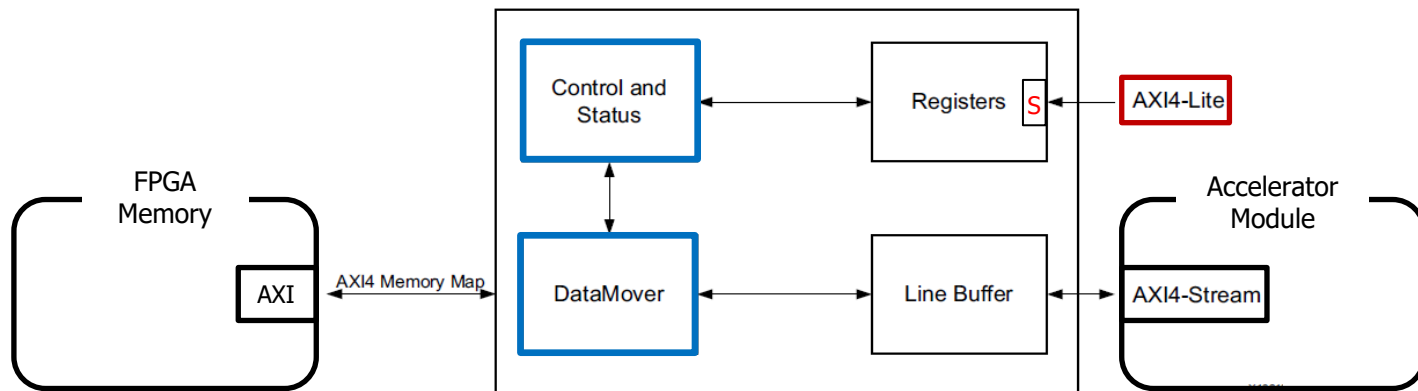 Control and
Status
Registers
S
AXI4-Lite
FPGA
Memory
AXI
AXI4 Memory Map
DataMover
Line Buffer
Accelerator
Module
AXI4-Stream